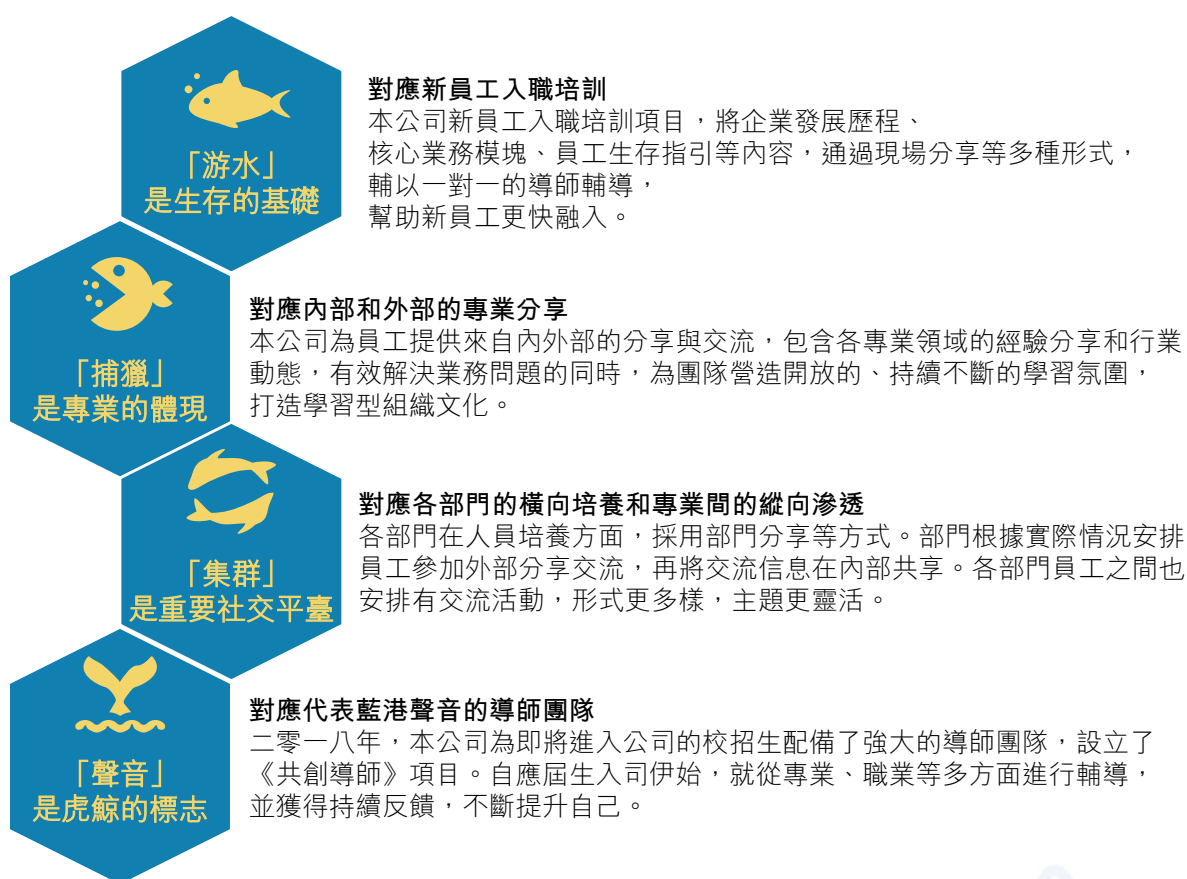 「游水」
是生存的基礎
對應新員工入職培訓
本公司新員工入職培訓項目，將企業發展歷程、
核心業務模塊、員工生存指引等內容，通過現場分享等多種形式，
輔以一對一的導師輔導，
幫助新員工更快融入。
「捕獵」
是專業的體現
對應內部和外部的專業分享
本公司為員工提供來自內外部的分享與交流，包含各專業領域的經驗分享和行業
動態，有效解決業務問題的同時，為團隊營造開放的、持續不斷的學習氛圍，
打造學習型組織文化。
「集群」
是重要社交平臺
對應各部門的橫向培養和專業間的縱向滲透
各部門在人員培養方面，採用部門分享等方式。部門根據實際情況安排
員工參加外部分享交流，再將交流信息在內部共享。各部門員工之間也
安排有交流活動，形式更多樣，主題更靈活。
「聲音」
是虎鯨的標志
對應代表藍港聲音的導師團隊
二零一八年，本公司為即將進入公司的校招生配備了強大的導師團隊，設立了
《共創導師》項目。自應屆生入司伊始，就從專業、職業等多方面進行輔導，
並獲得持續反饋，不斷提升自己。